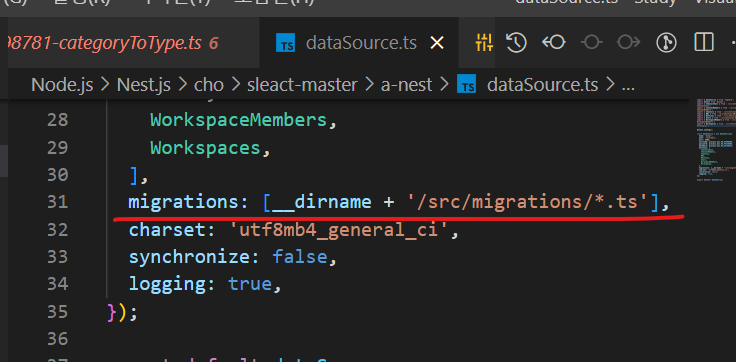 98781-categoryToType.ts 6
TS dataSource.ts
Node.js > Nest.js > cho > sleact-master > a-nest > TS dataSource.ts > ...
28 WorkspaceMembers,
29 Workspaces,
30 ],
31 migrations: [__dirname + '/src/migrations/*.ts'],
32 charset: 'utf8mb4_general_ci',
33 synchronize: false,
34 logging: true,
35 });
36